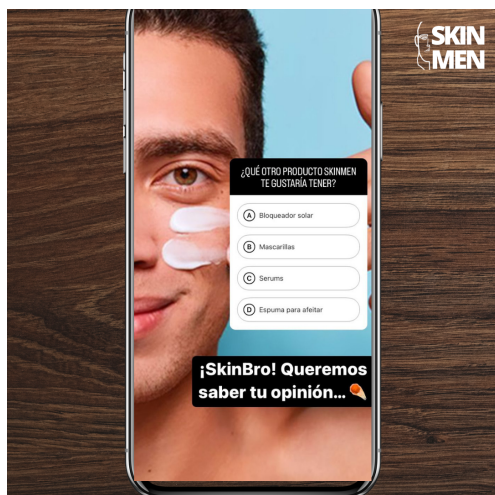 SKIN
MEN
¿QUÉ OTRO PRODUCTO SKINMEN
TE GUSTARÍA TENER?
A Bloqueador solar
B Mascarillas
C Serums
D Espuma para afeitar
¡SkinBro! Queremos
saber tu opinión...